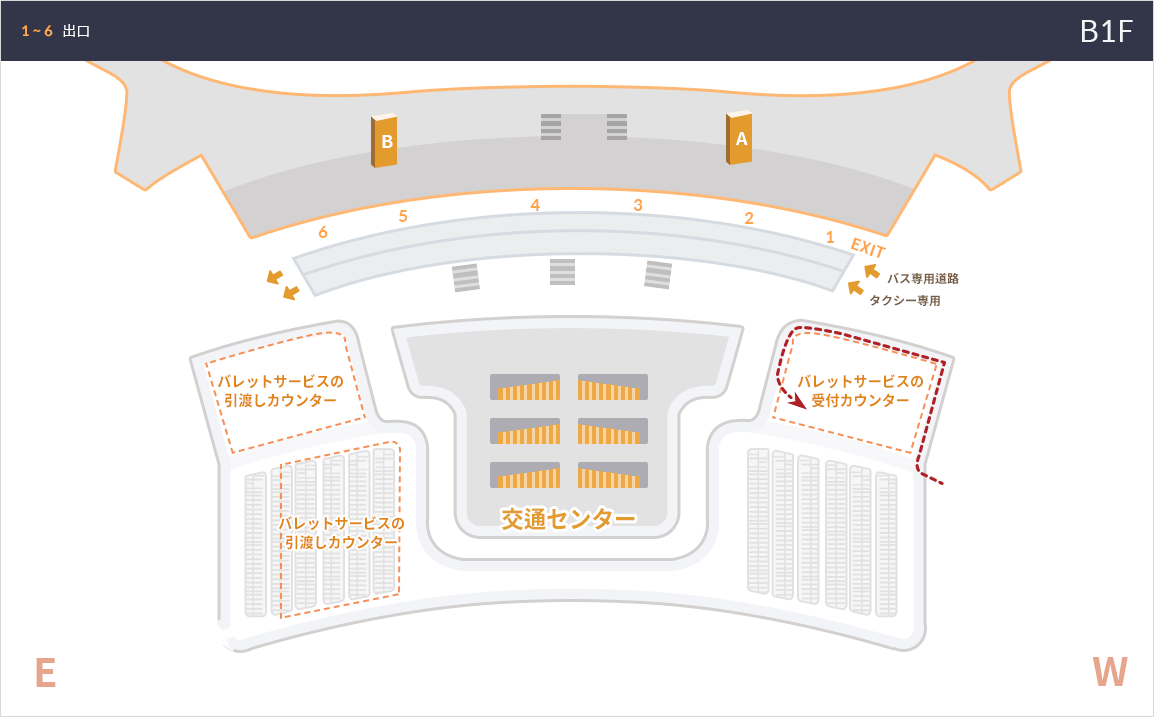 1~6 出口
B1F
B
A
6
5
4
3
2
1
EXIT
バス専用道路
タクシー専用
バレットサービスの
引渡しカウンター
バレットサービスの
受付カウンター
バレットサービスの
引渡しカウンター
交通センター
E
W